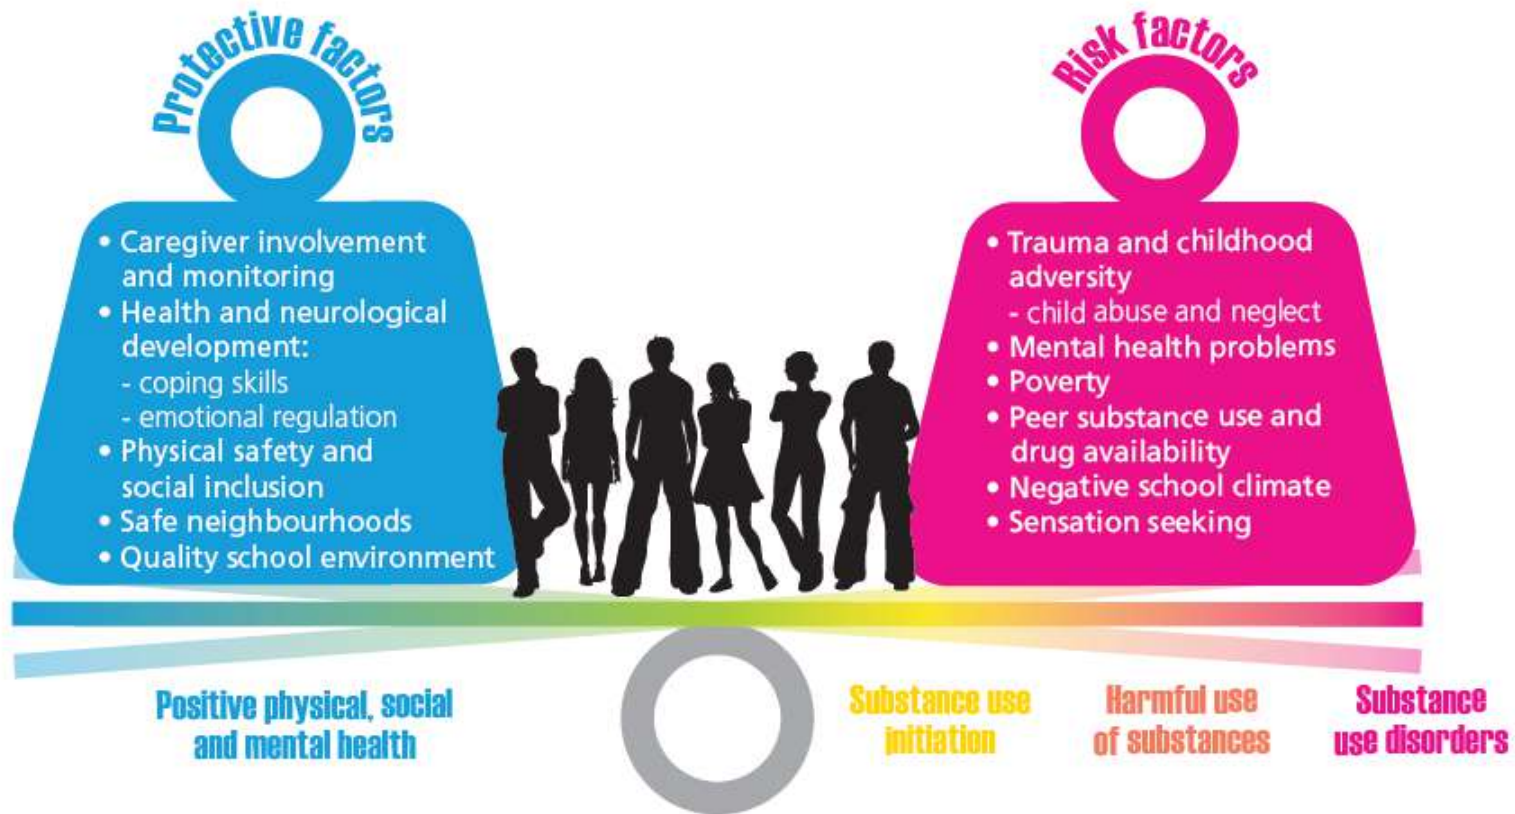 Protective factors
• Caregiver involvement
and monitoring
• Health and neurological
development:
- coping skills
- emotional regulation
• Physical safety and
social inclusion
• Safe neighbourhoods
• Quality school environment
Risk factors
• Trauma and childhood
adversity
- child abuse and neglect
• Mental health problems
• Poverty
• Peer substance use and
drug availability
• Negative school climate
• Sensation seeking
Positive physical, social
and mental health
Substance use
initiation
Harmful use
of substances
Substance
use disorders